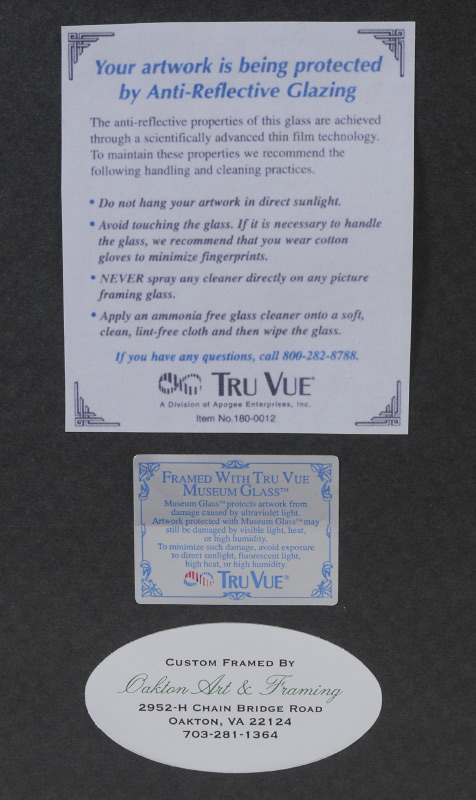 Your artwork is being protected
by Anti-Reflective Glazing
The anti-reflective properties of this glass are achieved
through a scientifically advanced thin film technology.
To maintain these properties we recommend the
following handling and cleaning practices.
• Do not hang your artwork in direct sunlight.
• Avoid touching the glass. If it is necessary to handle
the glass, we recommend that you wear cotton
gloves to minimize fingerprints.
• NEVER spray any cleaner directly on any picture
framing glass.
• Apply an ammonia free glass cleaner onto a soft,
clean, lint-free cloth and then wipe the glass.
If you have any questions, call 800-282-8788.
TRU VUE®
A Division of Apogee Enterprises, Inc.
Item No.180-0012
FRAMED WITH TRU VUE
MUSEUM GLASS™
Museum Glass™ protects artwork from
damage caused by ultraviolet light.
Artwork protected with Museum Glass™ may
still be damaged by visible light, heat,
or high humidity.
To minimize such damage, avoid exposure
to direct sunlight, fluorescent light,
high heat, or high humidity.
TRU VUE®
CUSTOM FRAMED BY
Oakton Art & Framing
2952-H CHAIN BRIDGE ROAD
OAKTON, VA 22124
703-281-1364